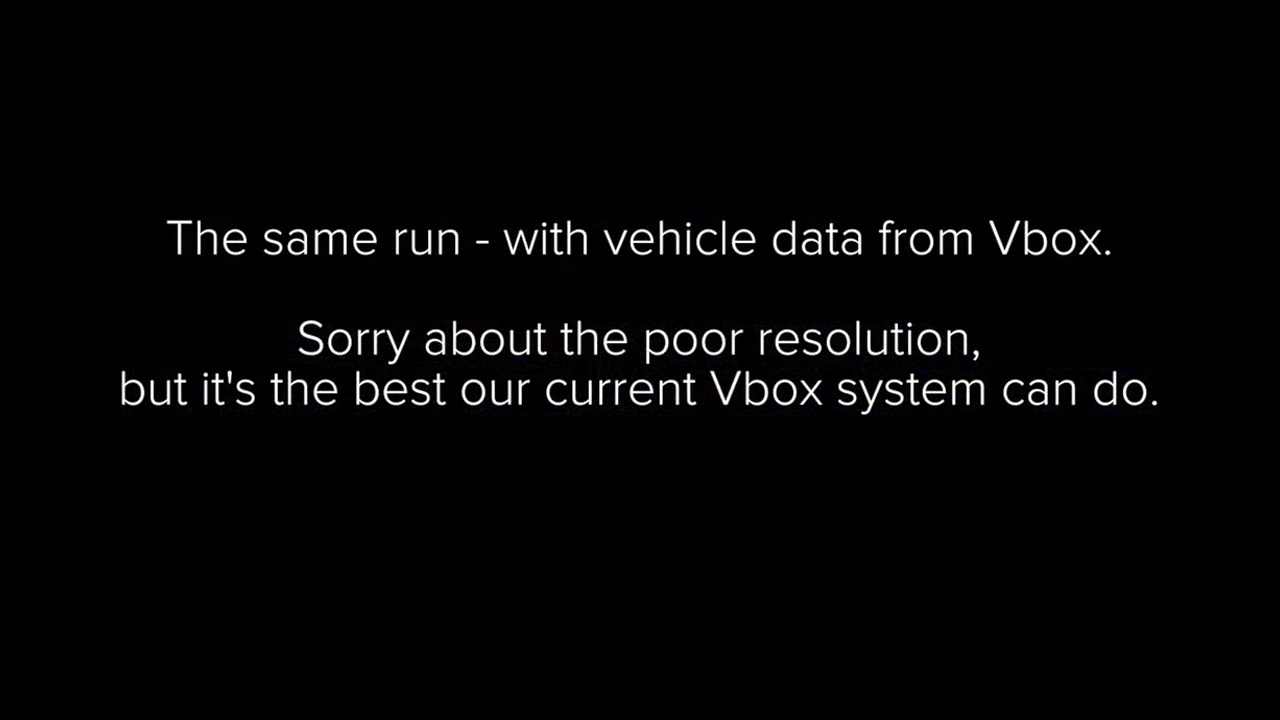 The same run - with vehicle data from Vbox.
Sorry about the poor resolution,
but it's the best our current Vbox system can do.